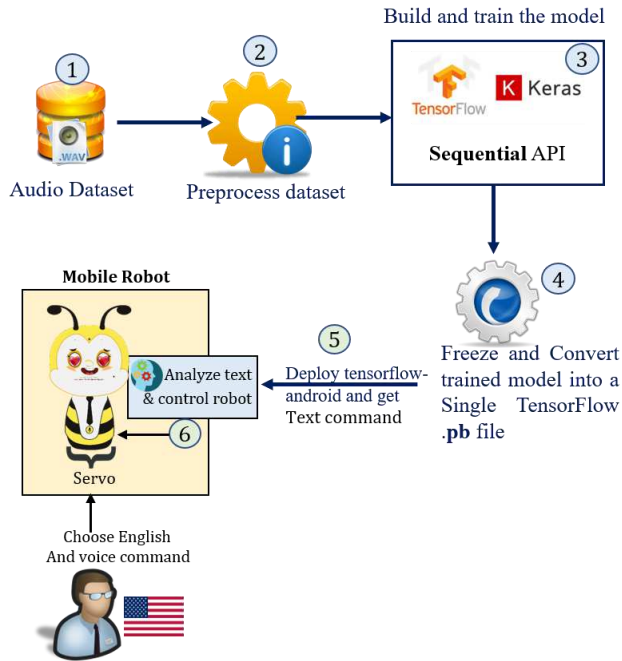 Build and train the model
1
2
3
TensorFlow
K Keras
.WAV
i
Sequential API
Audio Dataset
Preprocess dataset
4
Mobile Robot
5
Freeze and Convert
trained model into a
Single TensorFlow
.pb file
Deploy tensorflow-
android and get
Text command
Analyze text
& control robot
6
Servo
Choose English
And voice command